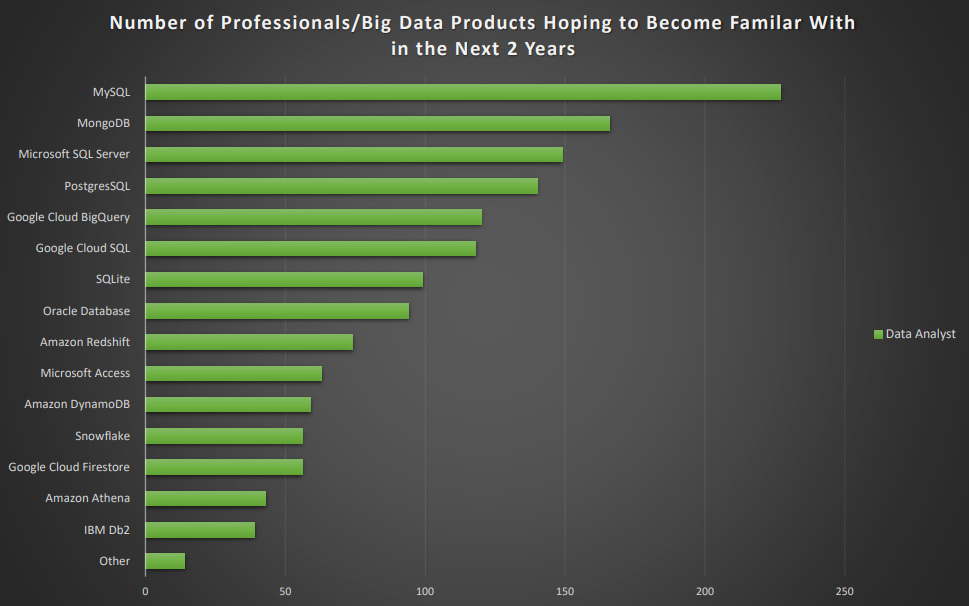 Number of Professionals/Big Data Products Hoping to Become Familar With
in the Next 2 Years
MySQL
MongoDB
Microsoft SQL Server
PostgresSQL
Google Cloud BigQuery
Google Cloud SQL
SQLite
Oracle Database
Amazon Redshift
Microsoft Access
Amazon DynamoDB
Snowflake
Google Cloud Firestore
Amazon Athena
IBM Db2
Other
0 50 100 150 200 250
Data Analyst